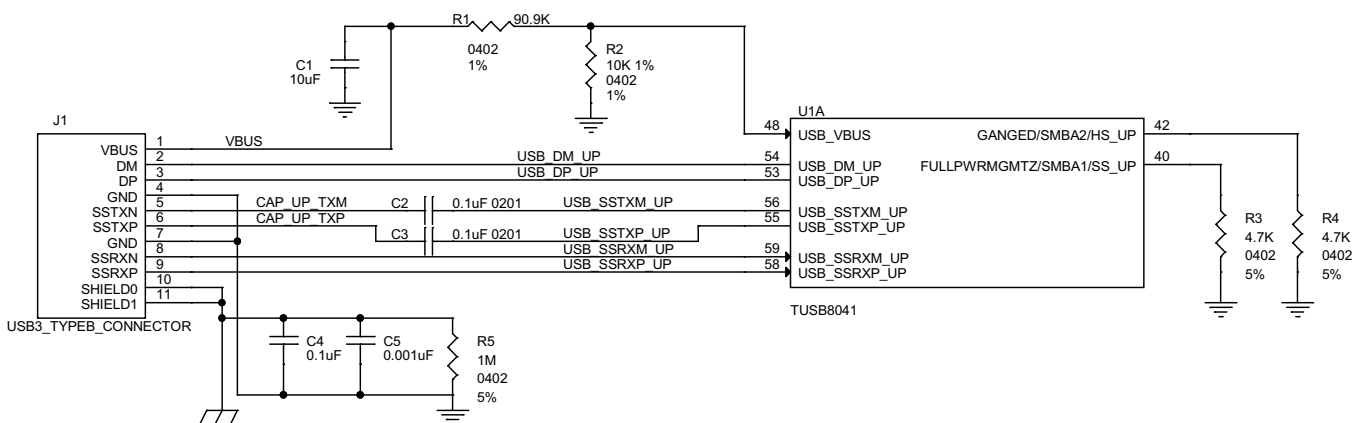 R1 90.9K
0402
1%
C1
10uF
R2
10K 1%
0402
1%
J1
USB3_TYPEB_CONNECTOR
VBUS 1 VBUS
DM 2 USB_DM_UP
DP 3 USB_DP_UP
GND 4
SSTXN 5 CAP_UP_TXM C2 0.1uF 0201 USB_SSTXM_UP
SSTXP 6 CAP_UP_TXP C3 0.1uF 0201 USB_SSTXP_UP
GND 7
SSRXN 8 USB_SSRXM_UP
SSRXP 9 USB_SSRXP_UP
SHIELD0 10
SHIELD1 11
U1A
48 USB_VBUS GANGED/SMBA2/HS_UP 42
54 USB_DM_UP FULLPWRMGMTZ/SMBA1/SS_UP 40
53 USB_DP_UP
56 USB_SSTXM_UP
55 USB_SSTXP_UP
59 USB_SSRXM_UP
58 USB_SSRXP_UP
TUSB8041
R3
4.7K
0402
5%
R4
4.7K
0402
5%
C4
0.1uF
C5
0.001uF
R5
1M
0402
5%